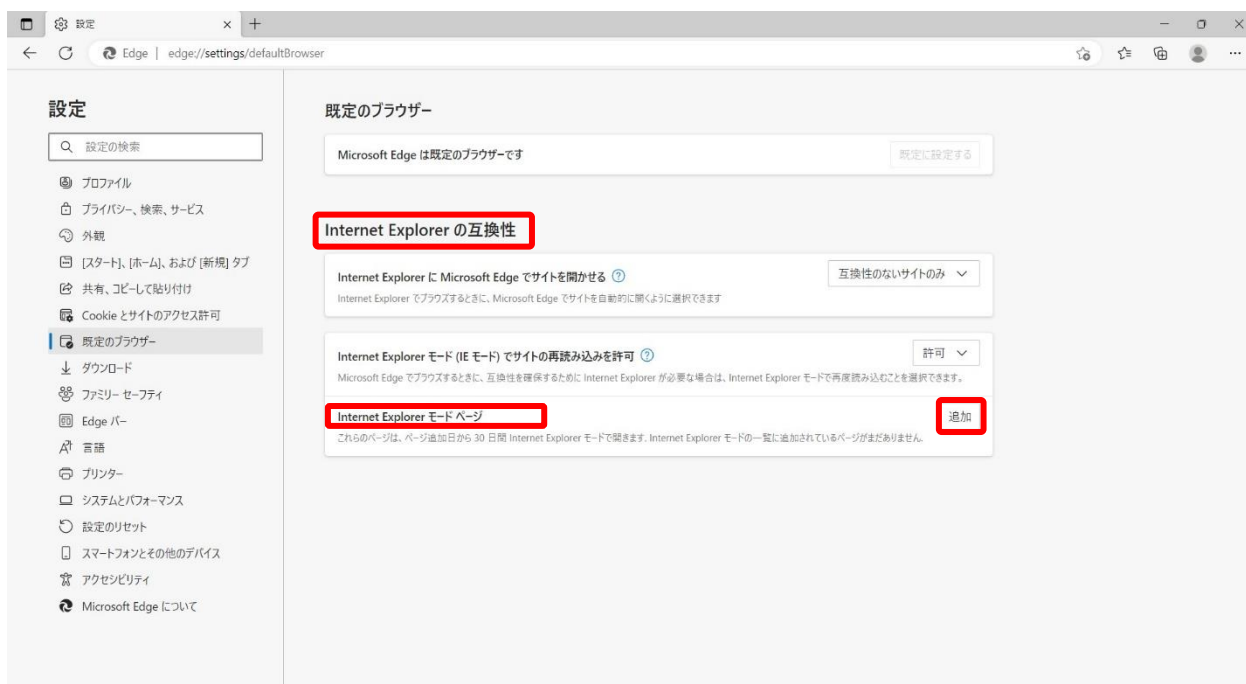 設定
Edge | edge://settings/defaultBrowser
設定
設定の検索
プロファイル
プライバシー、検索、サービス
外観
[スタート]、[ホーム]、および [新規] タブ
共有、コピーして貼り付け
Cookie とサイトのアクセス許可
既定のブラウザー
ダウンロード
ファミリー セーフティ
Edge バー
言語
プリンター
システムとパフォーマンス
設定のリセット
スマートフォンとその他のデバイス
アクセシビリティ
Microsoft Edge について
既定のブラウザー
Microsoft Edge は既定のブラウザーです
既定に設定する
Internet Explorer の互換性
Internet Explorer に Microsoft Edge でサイトを開かせる
互換性のないサイトのみ
Internet Explorer でブラウズするときに、Microsoft Edge でサイトを自動的に開くように選択できます
Internet Explorer モード (IE モード) でサイトの再読み込みを許可
許可
Microsoft Edge でブラウズするときに、互換性を確保するために Internet Explorer が必要な場合は、Internet Explorer モードで再度読み込むことを選択できます。
Internet Explorer モード ページ
追加
これらのページは、ページ追加日から 30 日間 Internet Explorer モードで開きます. Internet Explorer モードの一覧に追加されているページがまだありません.